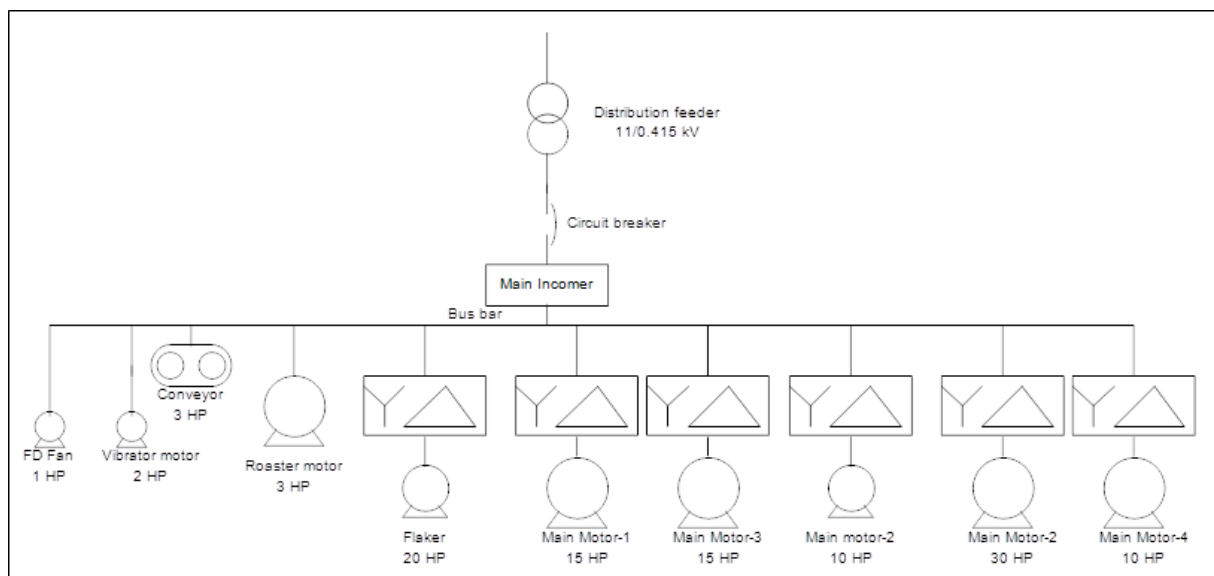 Distribution feeder
11/0.415 kV
Circuit breaker
Main Incomer
Bus bar
Conveyor
3 HP
FD Fan
1 HP
Vibrator motor
2 HP
Roaster motor
3 HP
Flaker
20 HP
Main Motor-1
15 HP
Main Motor-3
15 HP
Main motor-2
10 HP
Main Motor-2
30 HP
Main Motor-4
10 HP